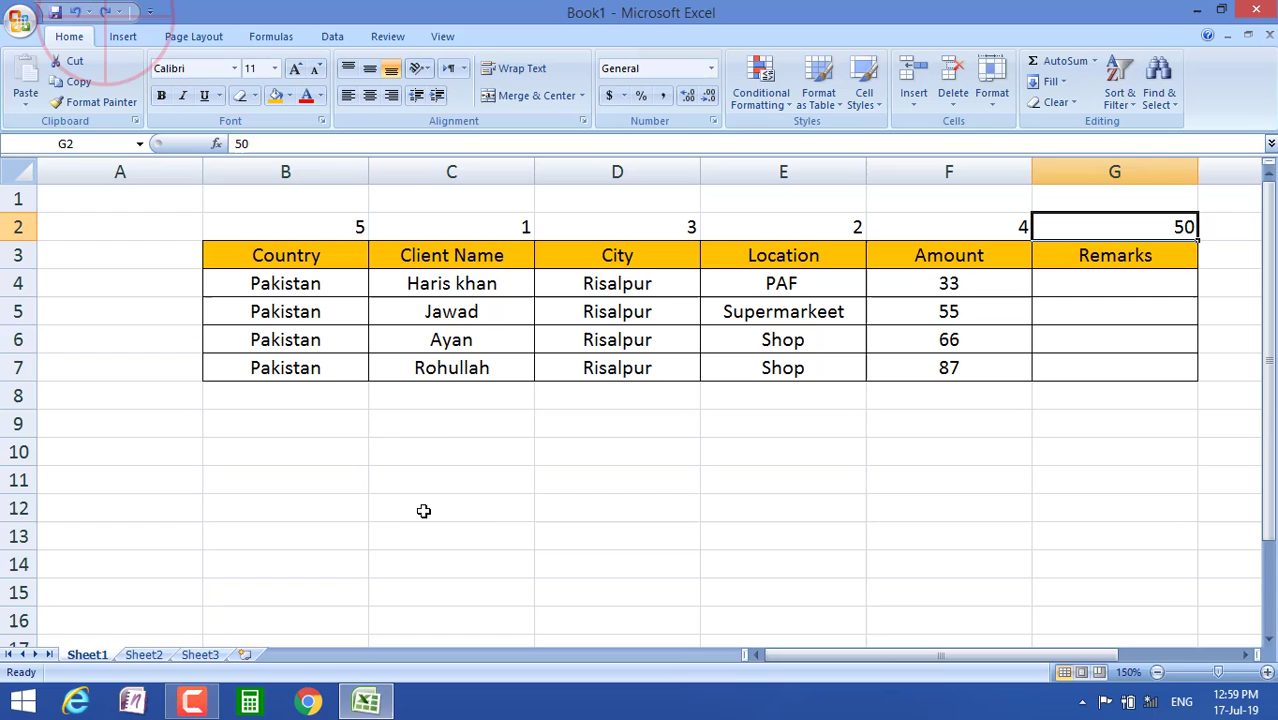 Book1 - Microsoft Excel
Home Insert Page Layout Formulas Data Review View
Cut
Copy
Format Painter
Paste
Clipboard
Calibri 11
B I U
Font
Wrap Text
Merge & Center
Alignment
General
$ % ,
Number
Conditional Formatting
Format as Table
Cell Styles
Styles
Insert Delete Format
Cells
AutoSum
Fill
Clear
Sort & Filter
Find & Select
Editing
G2 fx 50
A B C D E F G
1
2 5 1 3 2 4 50
3 Country Client Name City Location Amount Remarks
4 Pakistan Haris khan Risalpur PAF 33
5 Pakistan Jawad Risalpur Supermarkeet 55
6 Pakistan Ayan Risalpur Shop 66
7 Pakistan Rohullah Risalpur Shop 87
8
9
10
11
12
13
14
15
16
17
Sheet1 Sheet2 Sheet3
Ready 150%
ENG 12:59 PM
17-Jul-19